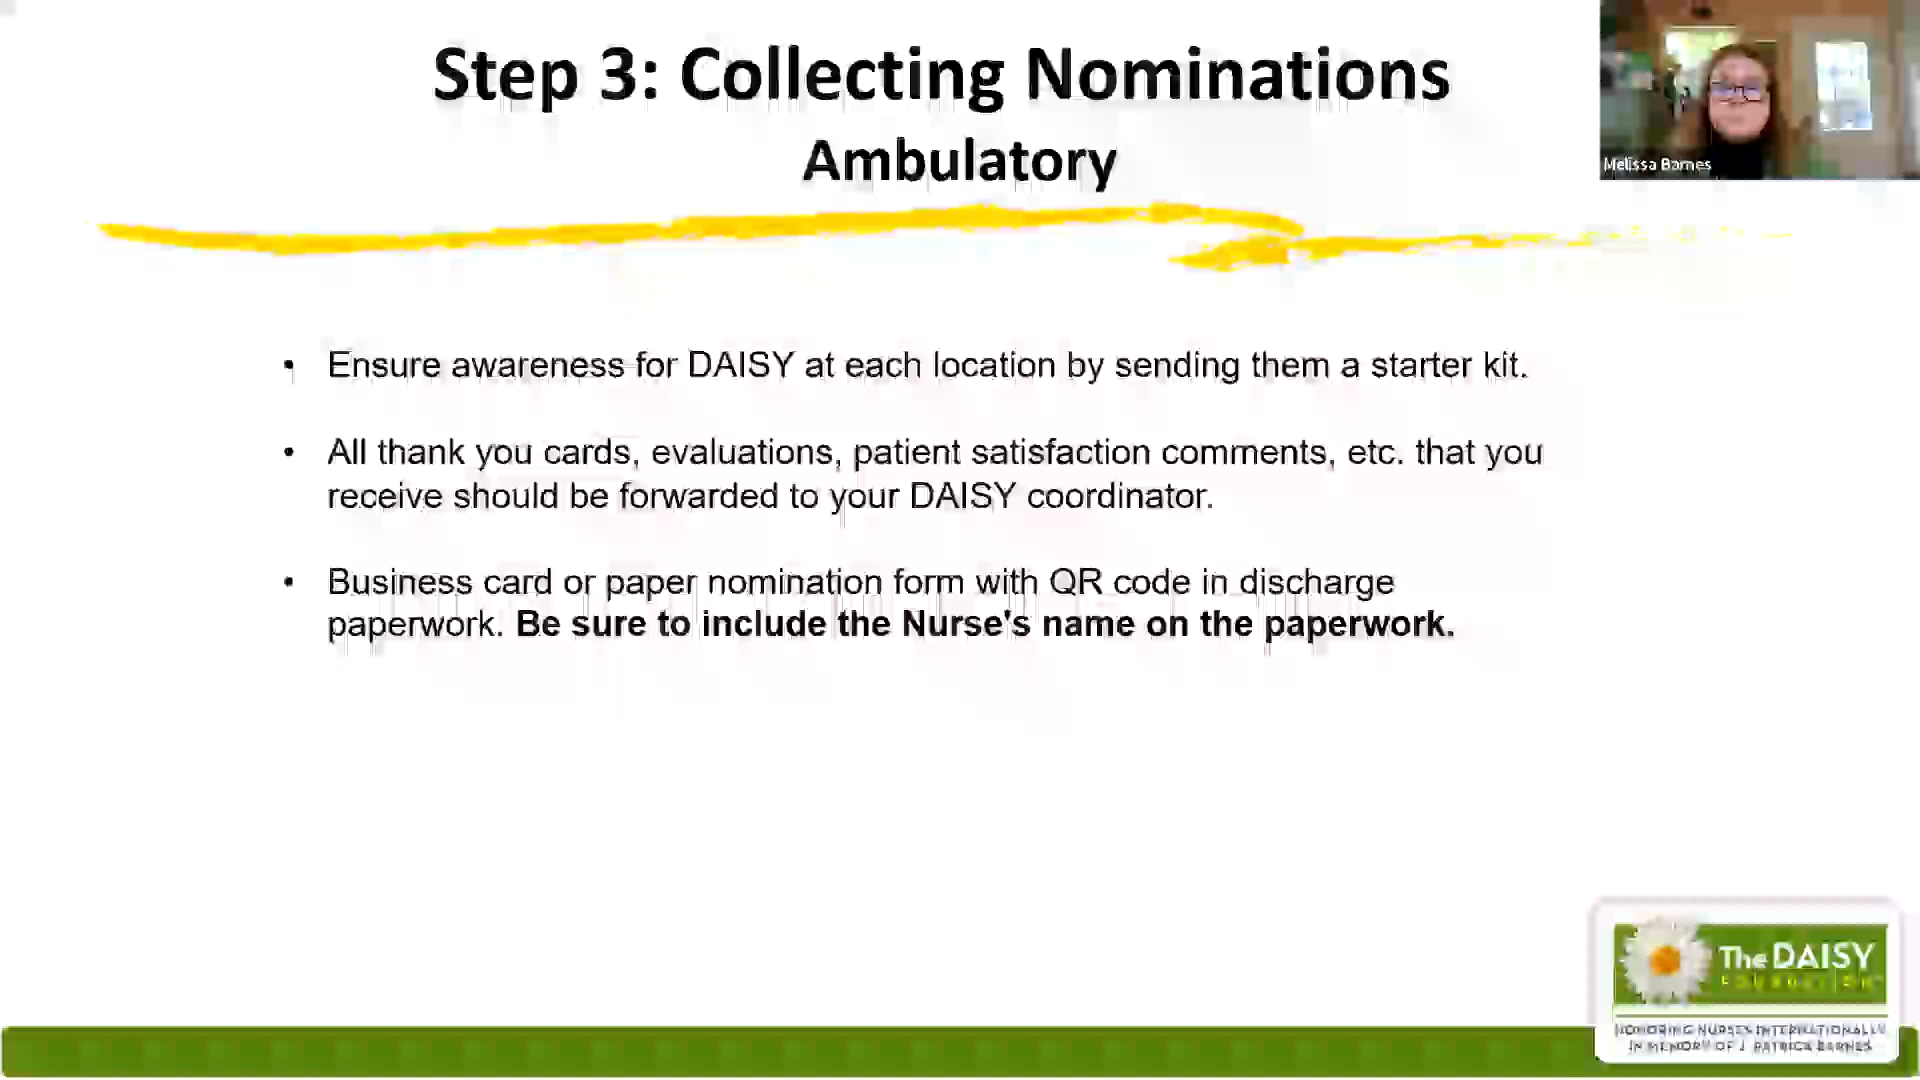 Step 3: Collecting Nominations
Ambulatory
Melissa Barnes
• Ensure awareness for DAISY at each location by sending them a starter kit.
• All thank you cards, evaluations, patient satisfaction comments, etc. that you
receive should be forwarded to your DAISY coordinator.
• Business card or paper nomination form with QR code in discharge
paperwork. Be sure to include the Nurse's name on the paperwork.
The DAISY
FOUNDATION
HONORING NURSES INTERNATIONALLY
IN MEMORY OF J. PATRICK BARNES